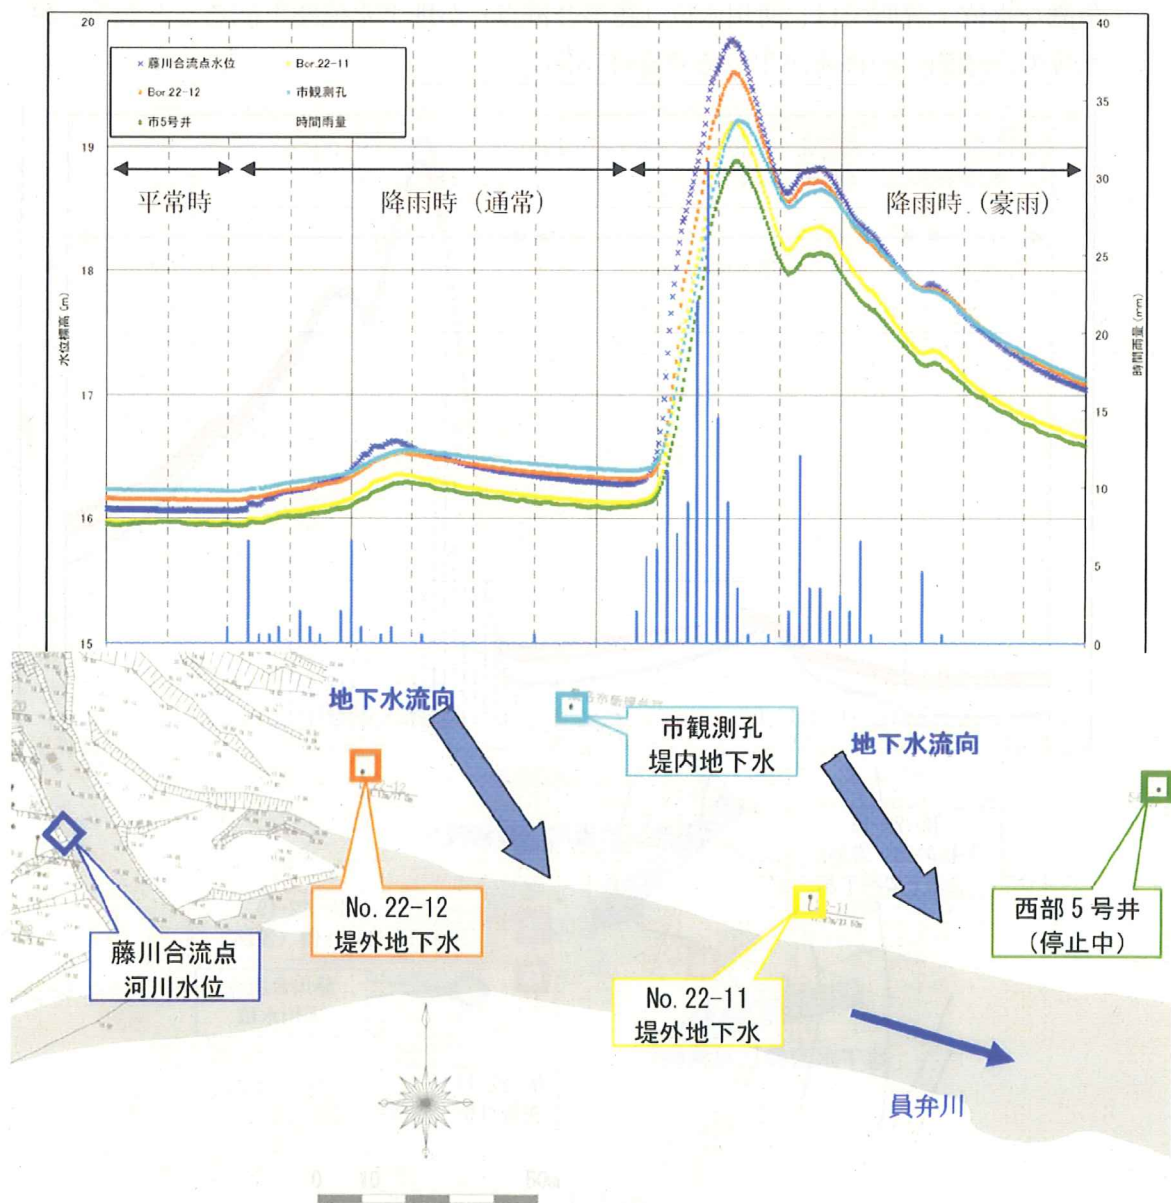 20
40
藤川合流点水位
Bor.22-11
Bor.22-12
市観測孔
市5号井
時間雨量
35
19
30
平常時
降雨時（通常）
降雨時（豪雨）
18
25
水位標高(m)
時間雨量(mm)
20
17
15
10
16
5
15
0
地下水流向
市観測孔
堤内地下水
地下水流向
No.22-12
堤外地下水
西部5号井
（停止中）
藤川合流点
河川水位
No.22-11
堤外地下水
員弁川